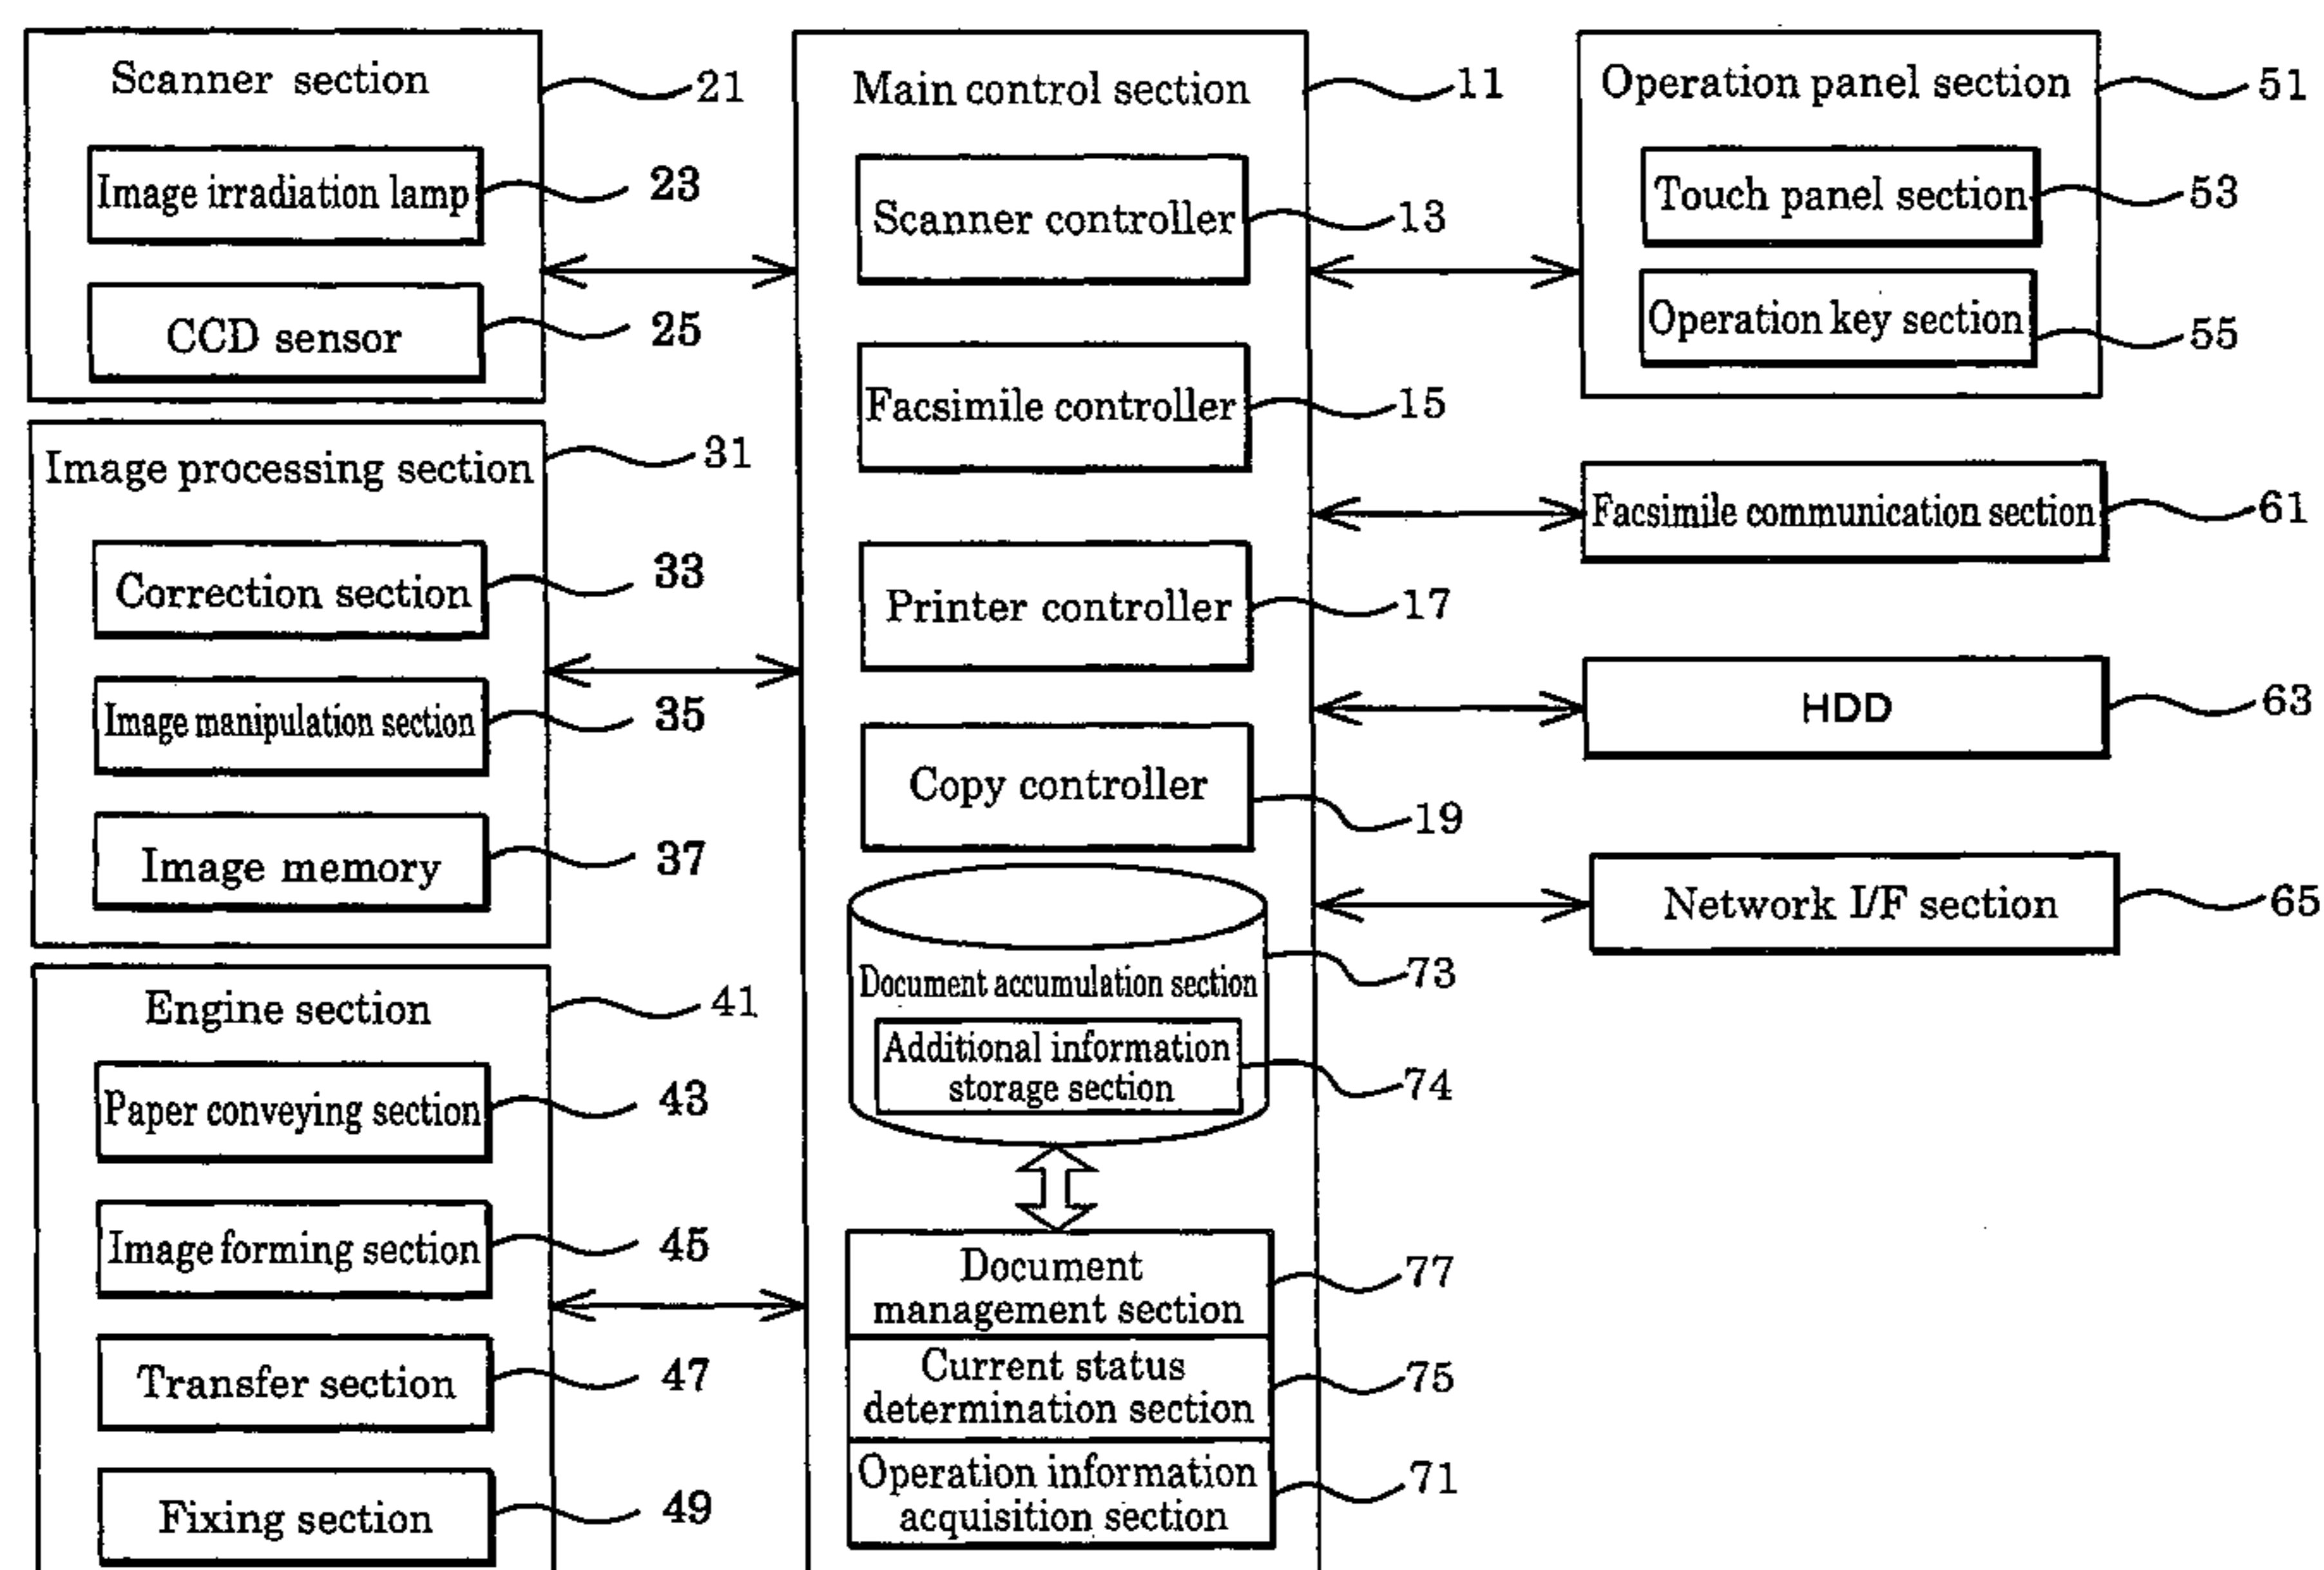 Scanner section
21
Image irradiation lamp
23
CCD sensor
25
Image processing section
31
Correction section
33
Image manipulation section
35
Image memory
37
Engine section
41
Paper conveying section
43
Image forming section
45
Transfer section
47
Fixing section
49
Main control section
11
Scanner controller
13
Facsimile controller
15
Printer controller
17
Copy controller
19
Document accumulation section
73
Additional information
storage section
74
Document
management section
77
Current status
determination section
75
Operation information
acquisition section
71
Operation panel section
51
Touch panel section
53
Operation key section
55
Facsimile communication section
61
HDD
63
Network I/F section
65